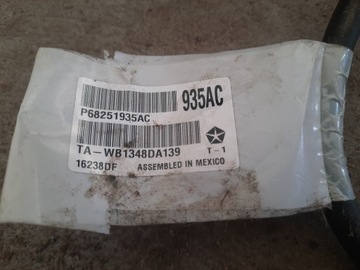 935AC
P68251935AC
TA-WB1348DA139 T-1
16238DF ASSEMBLED IN MEXICO